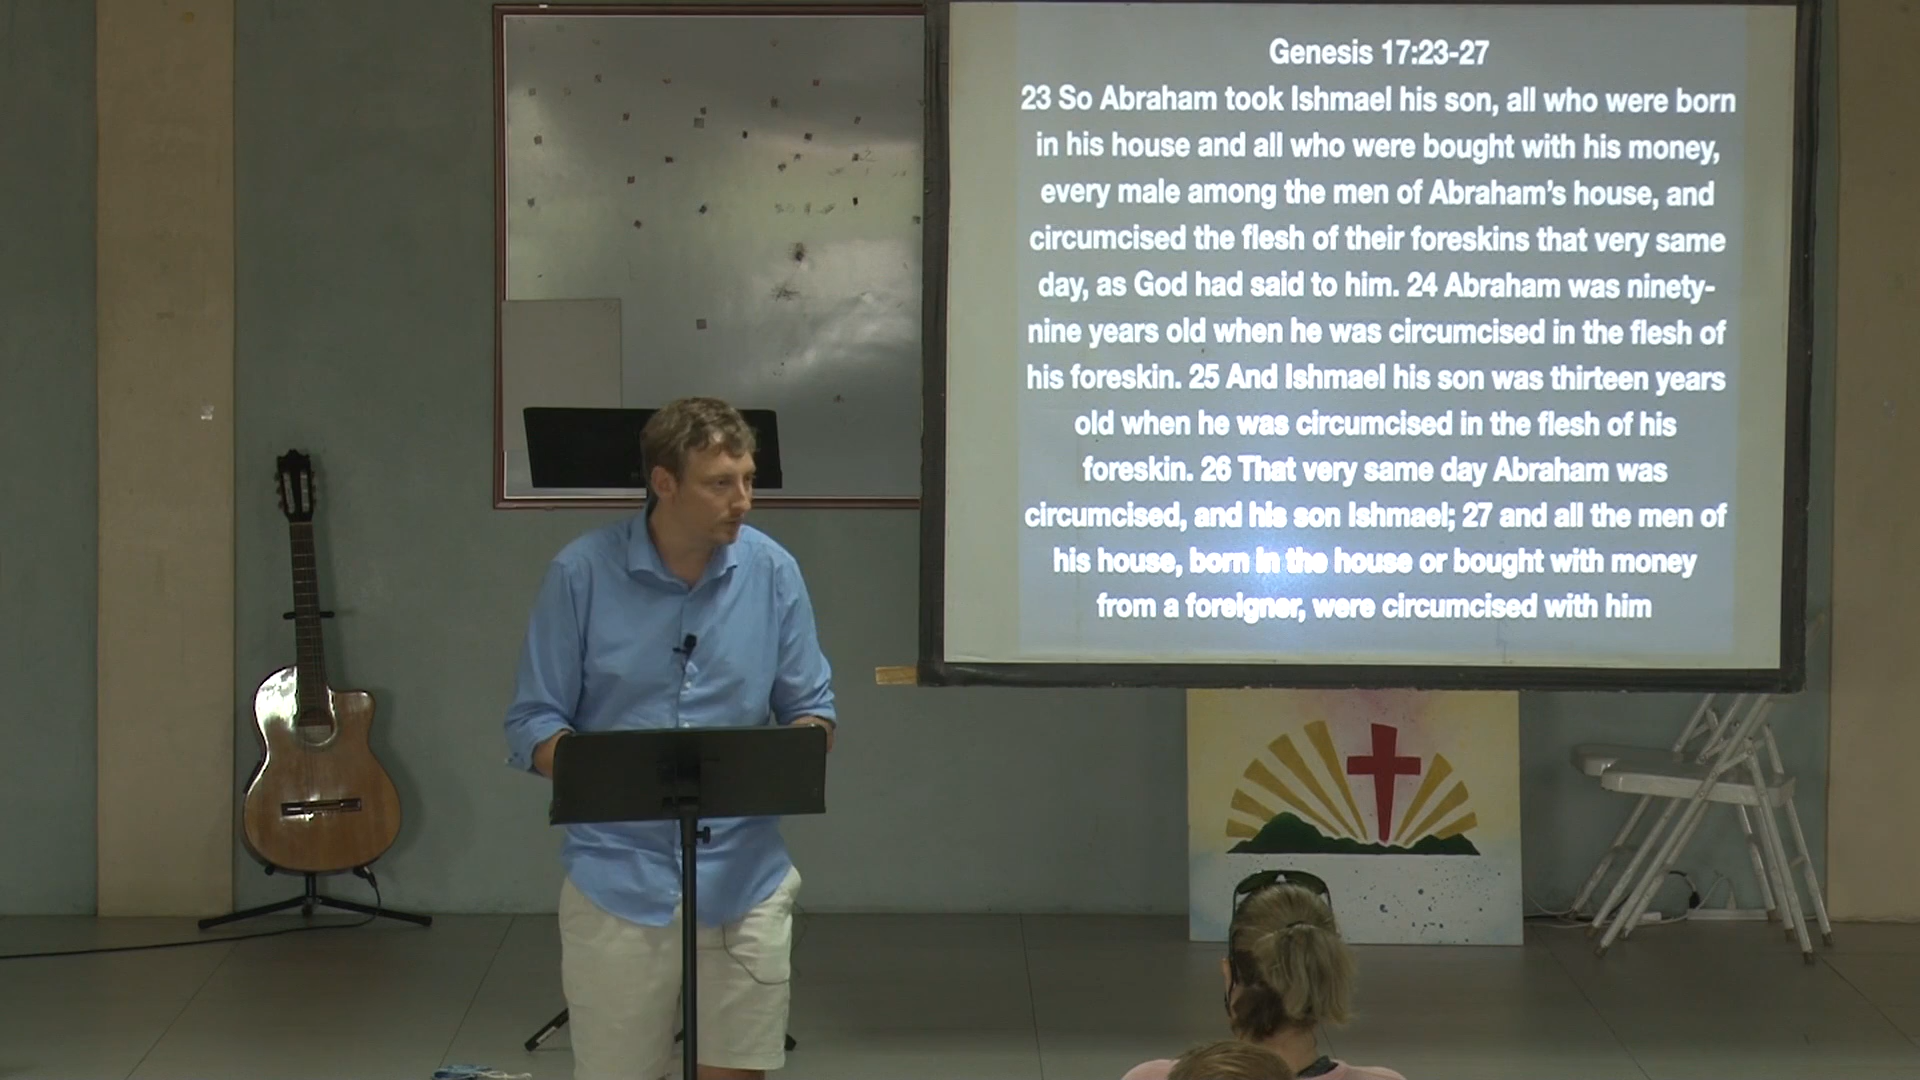 Genesis 17:23-27
23 So Abraham took Ishmael his son, all who were born
in his house and all who were bought with his money,
every male among the men of Abraham’s house, and
circumcised the flesh of their foreskins that very same
day, as God had said to him. 24 Abraham was ninety-
nine years old when he was circumcised in the flesh of
his foreskin. 25 And Ishmael his son was thirteen years
old when he was circumcised in the flesh of his
foreskin. 26 That very same day Abraham was
circumcised, and his son Ishmael; 27 and all the men of
his house, born in the house or bought with money
from a foreigner, were circumcised with him